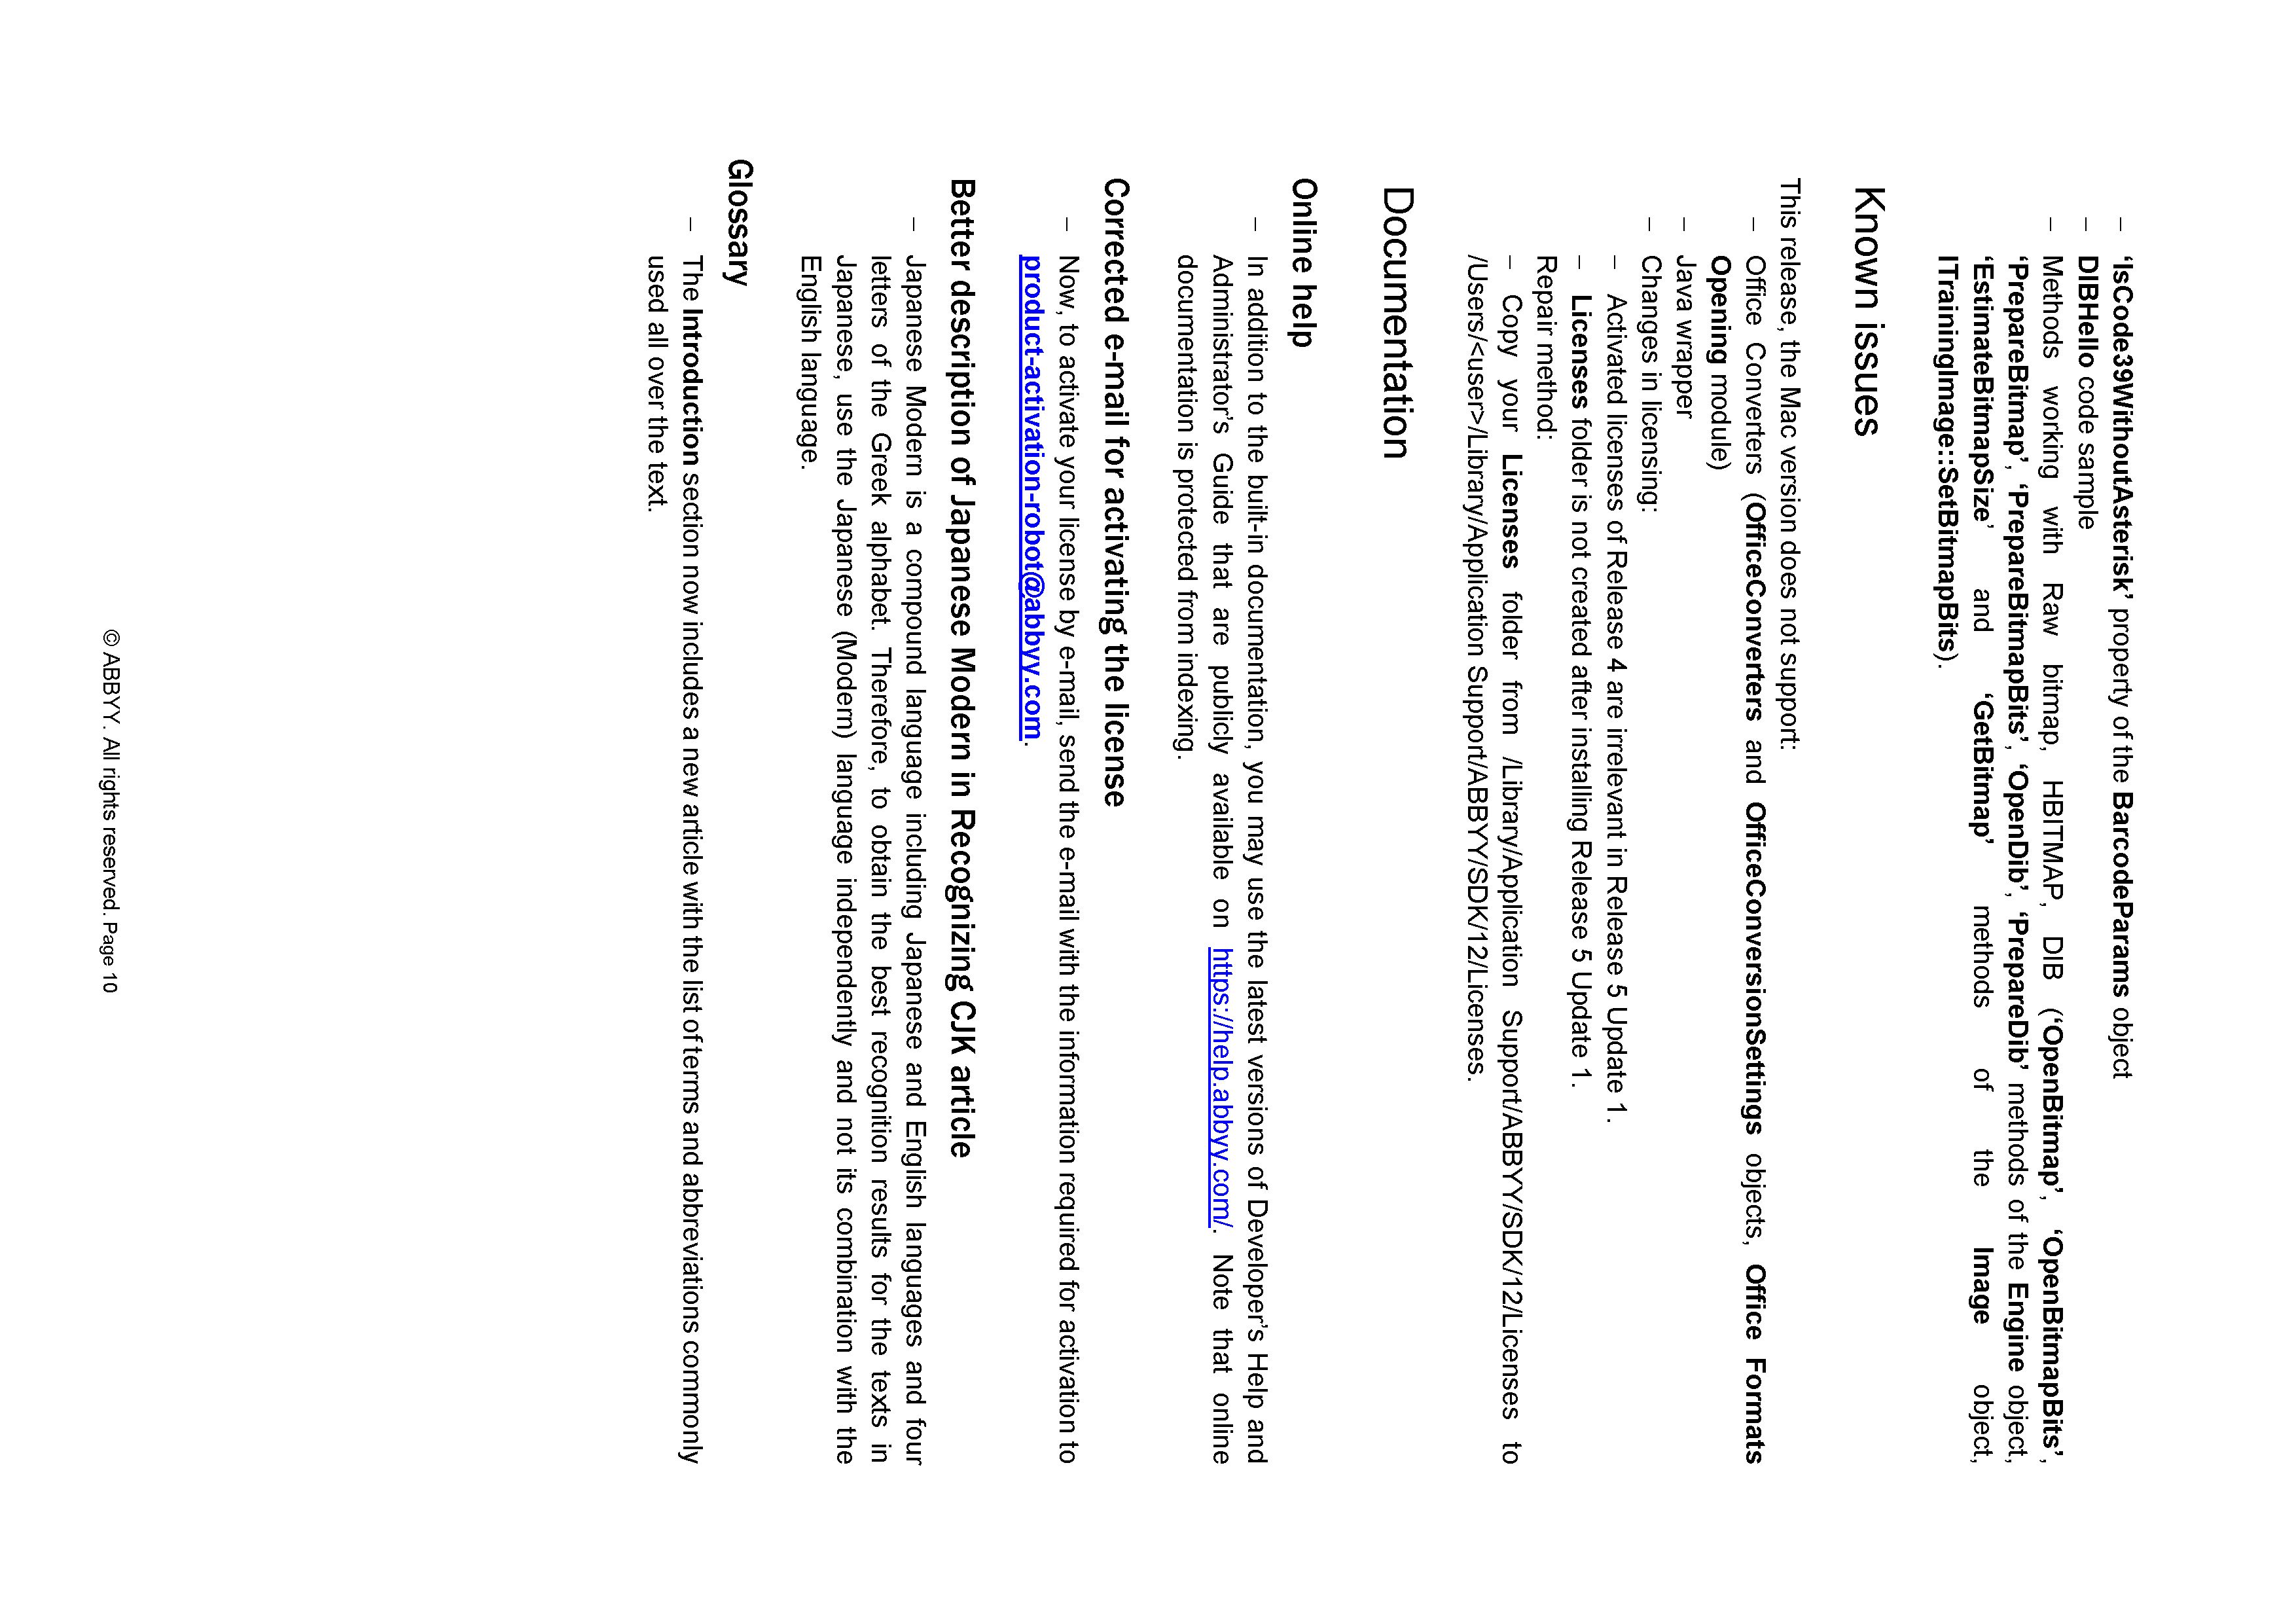 – ‘IsCode39WithoutAsterisk’ property of the BarcodeParams object
– DIBHello code sample
– Methods working with Raw bitmap, HBITMAP, DIB (‘OpenBitmap’, ‘OpenBitmapBits’,
‘PrepareBitmap’, ‘PrepareBitmapBits’, ‘OpenDib’, ‘PrepareDib’ methods of the Engine object,
‘EstimateBitmapSize’ and ‘GetBitmap’ methods of the Image object,
ITrainingImage::SetBitmapBits).
Known issues
This release, the Mac version does not support:
– Office Converters (OfficeConverters and OfficeConversionSettings objects, Office Formats
Opening module)
– Java wrapper
– Changes in licensing:
– Activated licenses of Release 4 are irrelevant in Release 5 Update 1.
– Licenses folder is not created after installing Release 5 Update 1.
Repair method:
– Copy your Licenses folder from /Library/Application Support/ABBYY/SDK/12/Licenses to
/Users/<user>/Library/Application Support/ABBYY/SDK/12/Licenses.
Documentation
Online help
– In addition to the built-in documentation, you may use the latest versions of Developer’s Help and
Administrator’s Guide that are publicly available on https://help.abbyy.com/. Note that online
documentation is protected from indexing.
Corrected e-mail for activating the license
– Now, to activate your license by e-mail, send the e-mail with the information required for activation to
product-activation-robot@abbyy.com.
Better description of Japanese Modern in Recognizing CJK article
– Japanese Modern is a compound language including Japanese and English languages and four
letters of the Greek alphabet. Therefore, to obtain the best recognition results for the texts in
Japanese, use the Japanese (Modern) language independently and not its combination with the
English language.
Glossary
– The Introduction section now includes a new article with the list of terms and abbreviations commonly
used all over the text.
© ABBYY. All rights reserved. Page 10